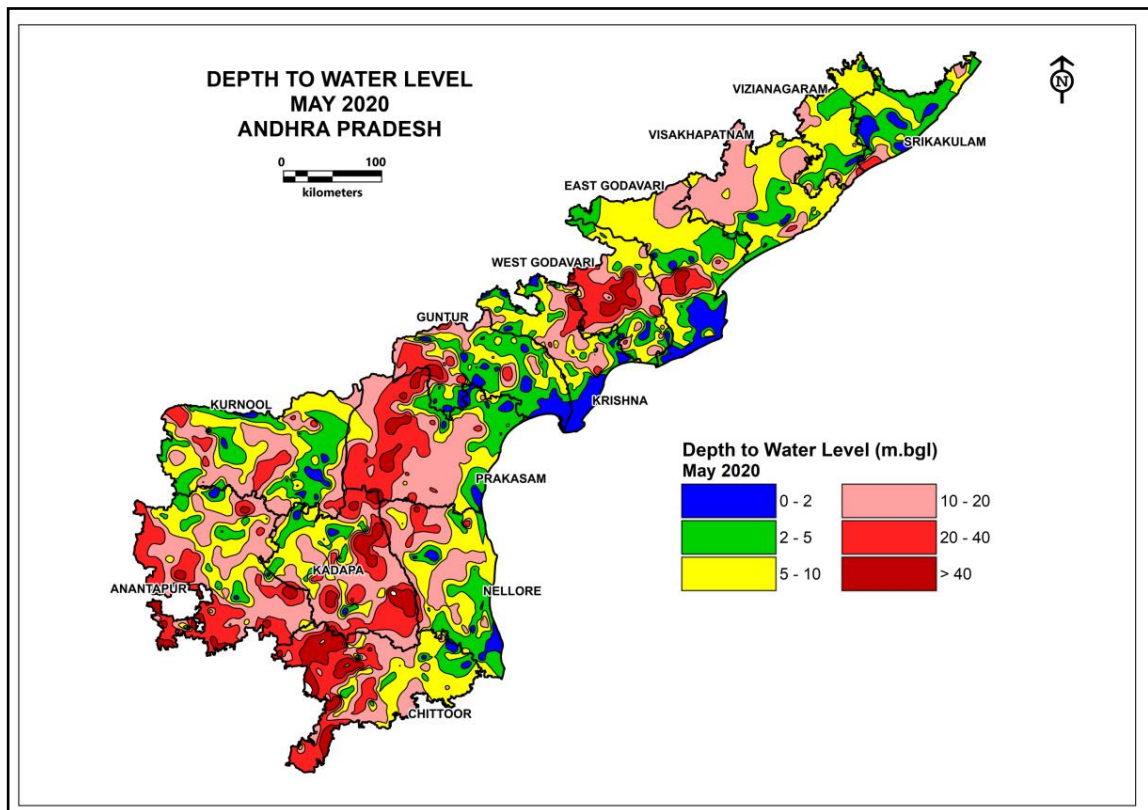 DEPTH TO WATER LEVEL
MAY 2020
ANDHRA PRADESH
0 100
kilometers
N
VIZIANAGARAM
VISAKHAPATNAM
SRIKAKULAM
EAST GODAVARI
WEST GODAVARI
GUNTUR
KURNOOL
KRISHNA
PRAKASAM
KADAPA
ANANTAPUR
NELLORE
CHITTOOR
Depth to Water Level (m.bgl)
May 2020
0 - 2
2 - 5
5 - 10
10 - 20
20 - 40
> 40